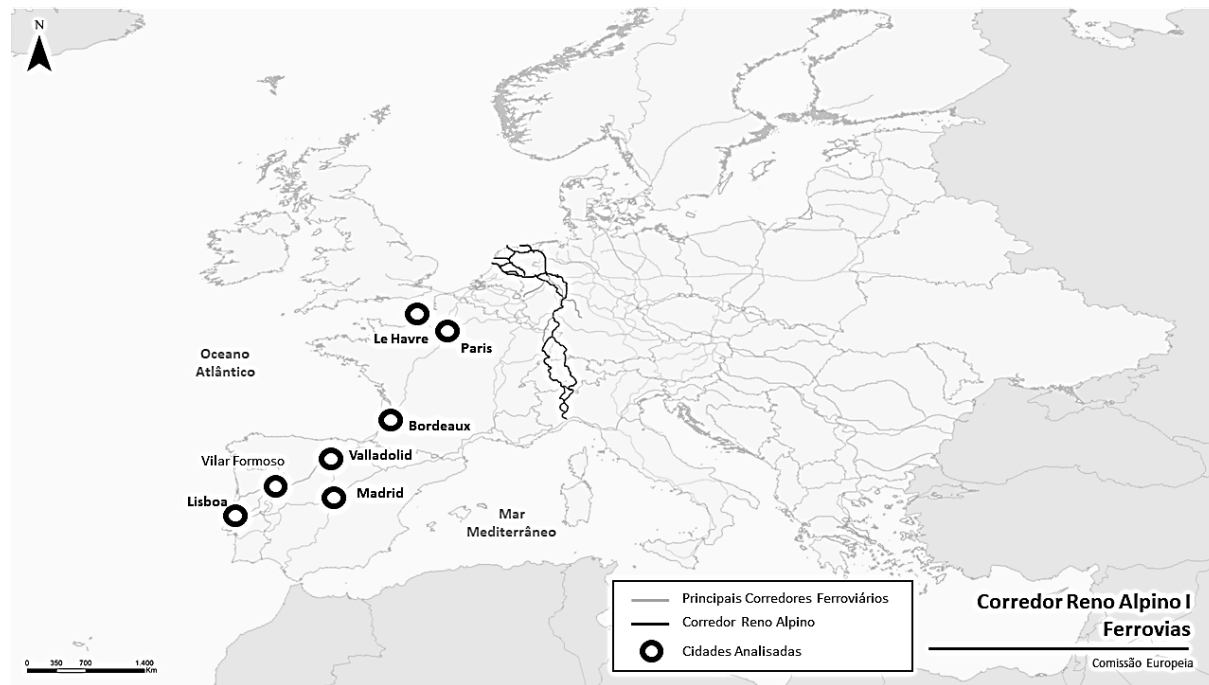 N
Le Havre
Paris
Oceano
Atlântico
Bordeaux
Valladolid
Vilar Formoso
Madrid
Lisboa
Mar
Mediterrâneo
Principais Corredores Ferroviários
Corredor Reno Alpino
Cidades Analisadas
Corredor Reno Alpino I
Ferrovias
Comissão Europeia
0 350 700 1.400
Km